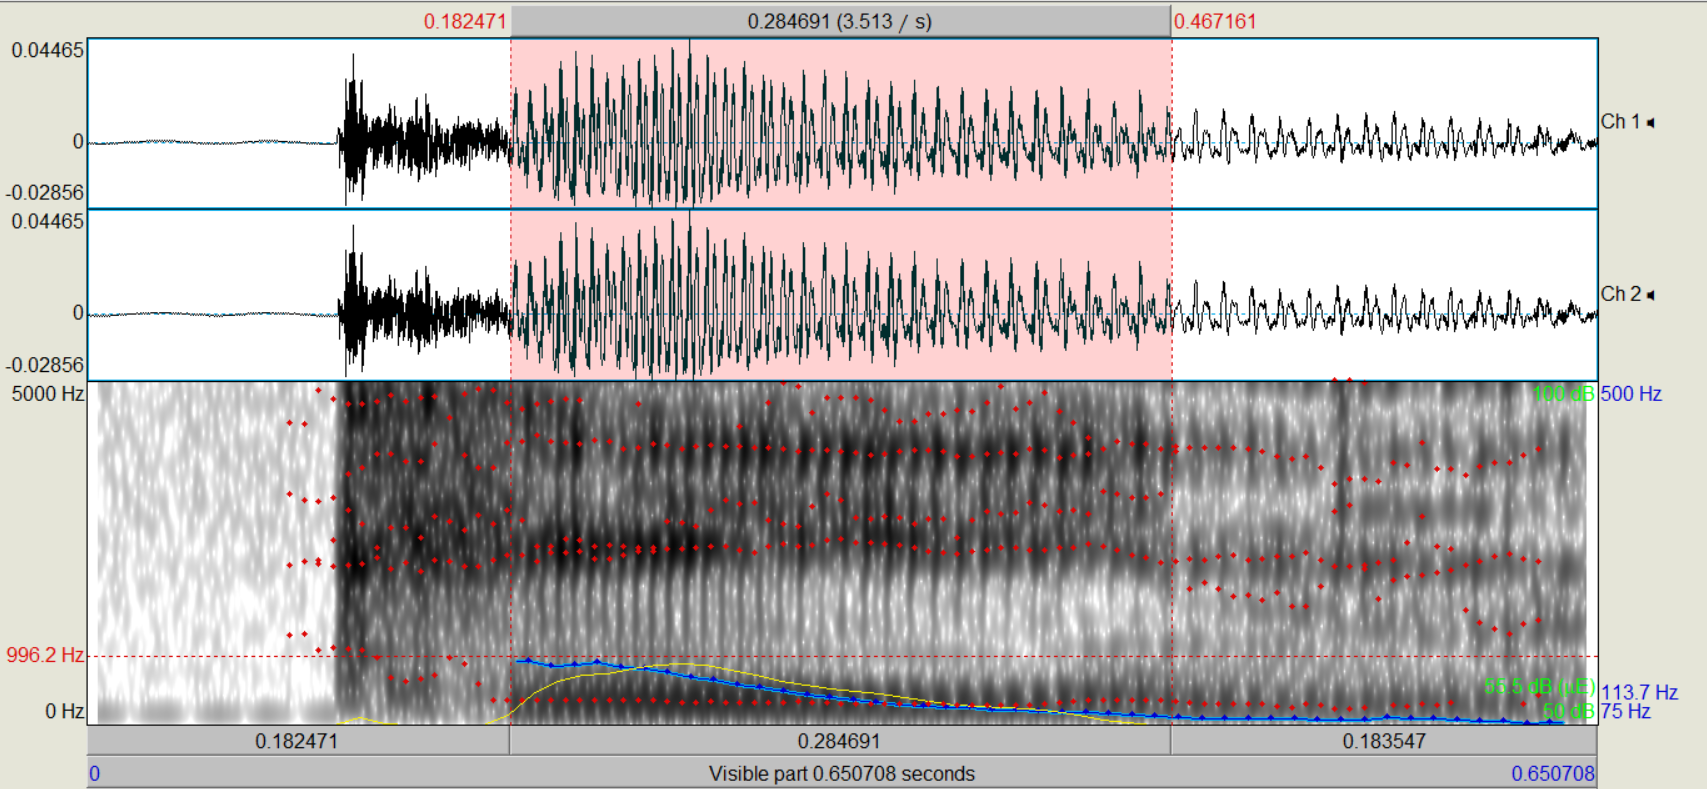 0.182471 0.284691 (3.513 / s) 0.467161
0.04465
0
-0.02856
Ch 1
0.04465
0
-0.02856
Ch 2
5000 Hz 100 dB 500 Hz
996.2 Hz
55.5 dB (µE) 113.7 Hz
0 Hz 50 dB 75 Hz
0.182471 0.284691 0.183547
0 Visible part 0.650708 seconds 0.650708